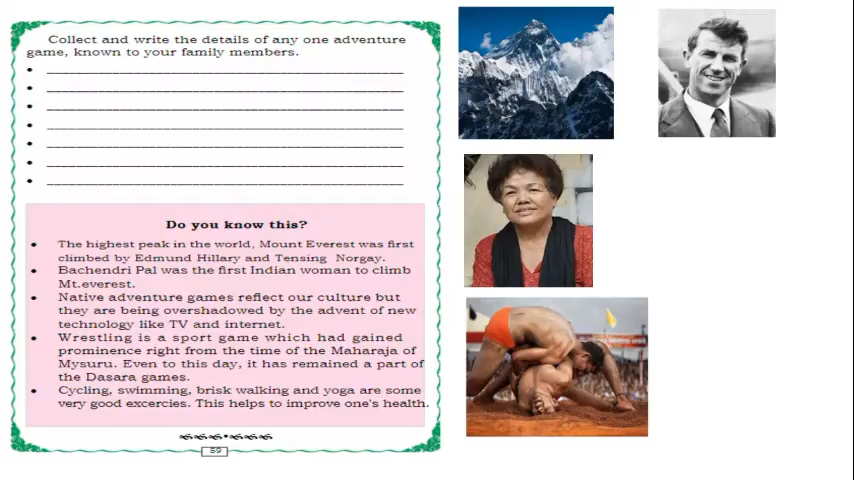 Collect and write the details of any one adventure
game, known to your family members.
Do you know this?
The highest peak in the world, Mount Everest was first
climbed by Edmund Hillary and Tensing Norgay.
Bachendri Pal was the first Indian woman to climb
Mt.everest.
Native adventure games reflect our culture but
they are being overshadowed by the advent of new
technology like TV and internet.
Wrestling is a sport game which had gained
prominence right from the time of the Maharaja of
Mysuru. Even to this day, it has remained a part of
the Dasara games.
Cycling, swimming, brisk walking and yoga are some
very good excercies. This helps to improve one's health.
59